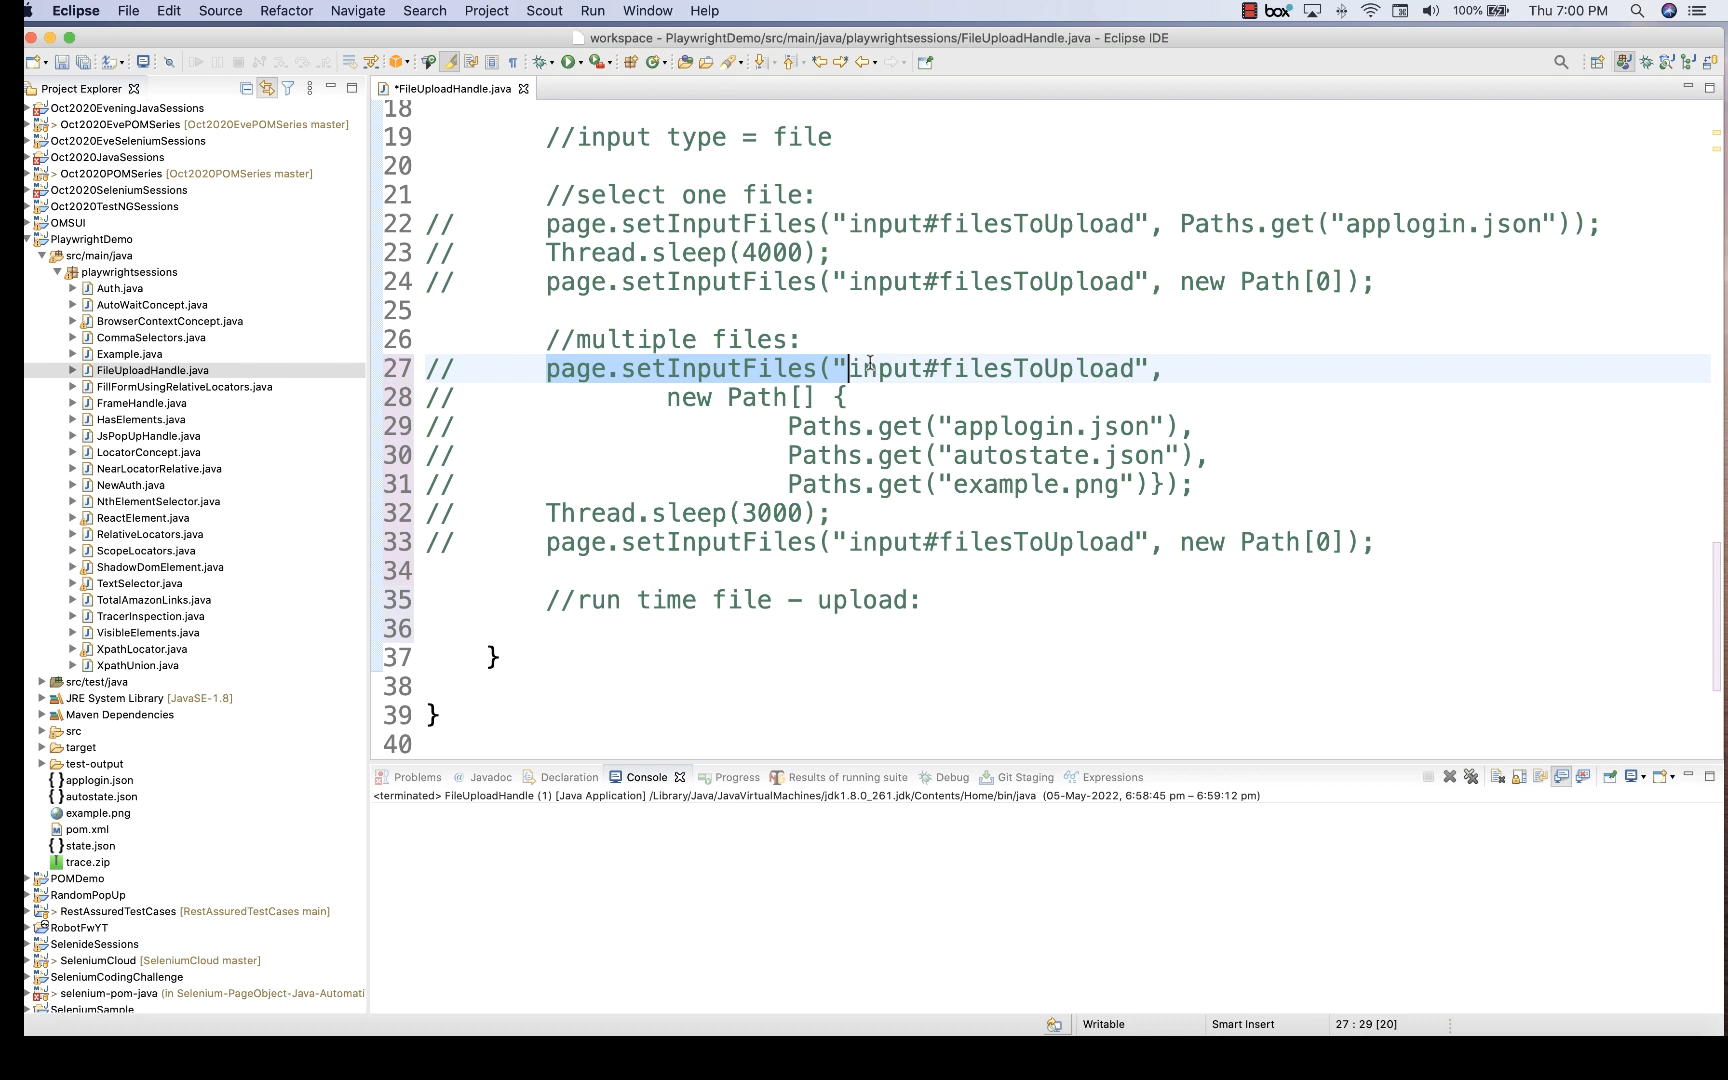 Eclipse File Edit Source Refactor Navigate Search Project Scout Run Window Help box 100% Thu 7:00 PM
workspace - PlaywrightDemo/src/main/java/playwrightsessions/FileUploadHandle.java - Eclipse IDE
Project Explorer
Oct2020EveningJavaSessions
> Oct2020EvePOMSeries [Oct2020EvePOMSeries master]
Oct2020EveSeleniumSessions
Oct2020JavaSessions
> Oct2020POMSeries [Oct2020POMSeries master]
Oct2020SeleniumSessions
Oct2020TestNGSessions
OMSUI
PlaywrightDemo
src/main/java
playwrightsessions
Auth.java
AutoWaitConcept.java
BrowserContextConcept.java
CommaSelectors.java
Example.java
FileUploadHandle.java
FillFormUsingRelativeLocators.java
FrameHandle.java
HasElements.java
JsPopUpHandle.java
LocatorConcept.java
NearLocatorRelative.java
NewAuth.java
NthElementSelector.java
ReactElement.java
RelativeLocators.java
ScopeLocators.java
ShadowDomElement.java
TextSelector.java
TotalAmazonLinks.java
TracerInspection.java
VisibleElements.java
XpathLocator.java
XpathUnion.java
src/test/java
JRE System Library [JavaSE-1.8]
Maven Dependencies
src
target
test-output
applogin.json
autostate.json
example.png
pom.xml
state.json
trace.zip
POMDemo
RandomPopUp
> RestAssuredTestCases [RestAssuredTestCases main]
RobotFwYT
SelenideSessions
> SeleniumCloud [SeleniumCloud master]
SeleniumCodingChallenge
> selenium-pom-java (in Selenium-PageObject-Java-Automati
SeleniumSample
*FileUploadHandle.java
18
19 //input type = file
20
21 //select one file:
22 // page.setInputFiles("input#filesToUpload", Paths.get("applogin.json"));
23 // Thread.sleep(4000);
24 // page.setInputFiles("input#filesToUpload", new Path[0]);
25
26 //multiple files:
27 // page.setInputFiles("input#filesToUpload",
28 // new Path[] {
29 // Paths.get("applogin.json"),
30 // Paths.get("autostate.json"),
31 // Paths.get("example.png")});
32 // Thread.sleep(3000);
33 // page.setInputFiles("input#filesToUpload", new Path[0]);
34
35 //run time file - upload:
36
37 }
38
39 }
40
Problems Javadoc Declaration Console Progress Results of running suite Debug Git Staging Expressions
<terminated> FileUploadHandle (1) [Java Application] /Library/Java/JavaVirtualMachines/jdk1.8.0_261.jdk/Contents/Home/bin/java (05-May-2022, 6:58:45 pm – 6:59:12 pm)
Writable Smart Insert 27 : 29 [20]